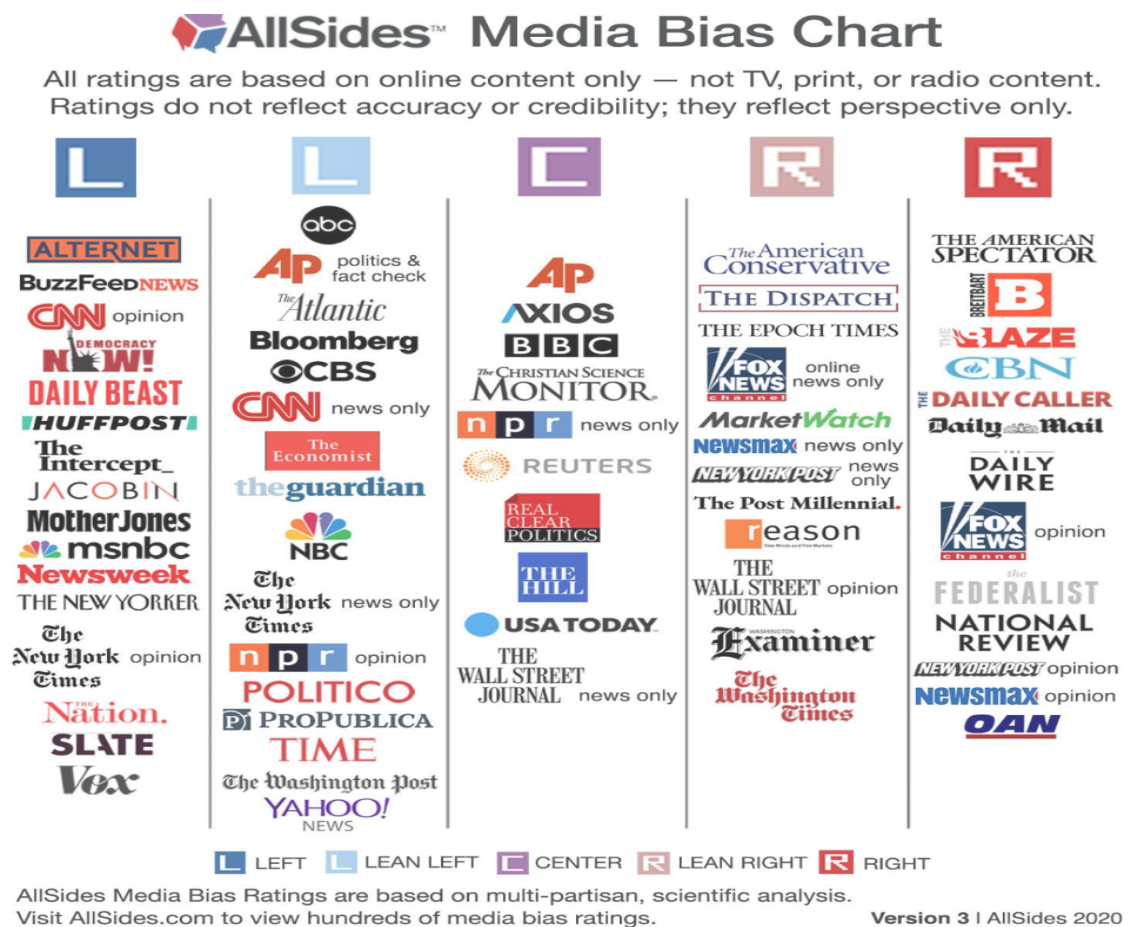 AllSides™ Media Bias Chart
All ratings are based on online content only — not TV, print, or radio content.
Ratings do not reflect accuracy or credibility; they reflect perspective only.
L
ALTERNET
BuzzFeedNEWS
CNN opinion
DEMOCRACY
NOW!
DAILY BEAST
HUFFPOST
The
Intercept_
JACOBIN
MotherJones
msnbc
Newsweek
THE NEW YORKER
The
New York opinion
Times
THE
Nation.
SLATE
Vox
L
abc
AP politics &
fact check
The
Atlantic
Bloomberg
CBS
CNN news only
The
Economist
theguardian
NBC
The
New York news only
Times
npr opinion
POLITICO
PROPUBLICA
TIME
The Washington Post
YAHOO!
NEWS
C
AP
AXIOS
BBC
The CHRISTIAN SCIENCE
MONITOR
npr news only
REUTERS
REAL
CLEAR
POLITICS
THE
HILL
USA TODAY
THE
WALL STREET
JOURNAL news only
R
The American
Conservative
THE DISPATCH
THE EPOCH TIMES
FOX
NEWS
channel
online
news only
MarketWatch
Newsmax news only
NEW YORK POST news
only
The Post Millennial.
reason
Free Minds and Free Markets
THE
WALL STREET
JOURNAL opinion
WASHINGTON
Examiner
The
Washington
Times
R
THE AMERICAN
SPECTATOR
BREITBART
B
THE
BLAZE
CBN
THE DAILY CALLER
Daily Mail
DAILY
WIRE
FOX
NEWS
channel
opinion
the
FEDERALIST
NATIONAL
REVIEW
NEW YORK POST opinion
Newsmax opinion
OAN
L LEFT L LEAN LEFT C CENTER R LEAN RIGHT R RIGHT
AllSides Media Bias Ratings are based on multi-partisan, scientific analysis.
Visit AllSides.com to view hundreds of media bias ratings.
Version 3 | AllSides 2020